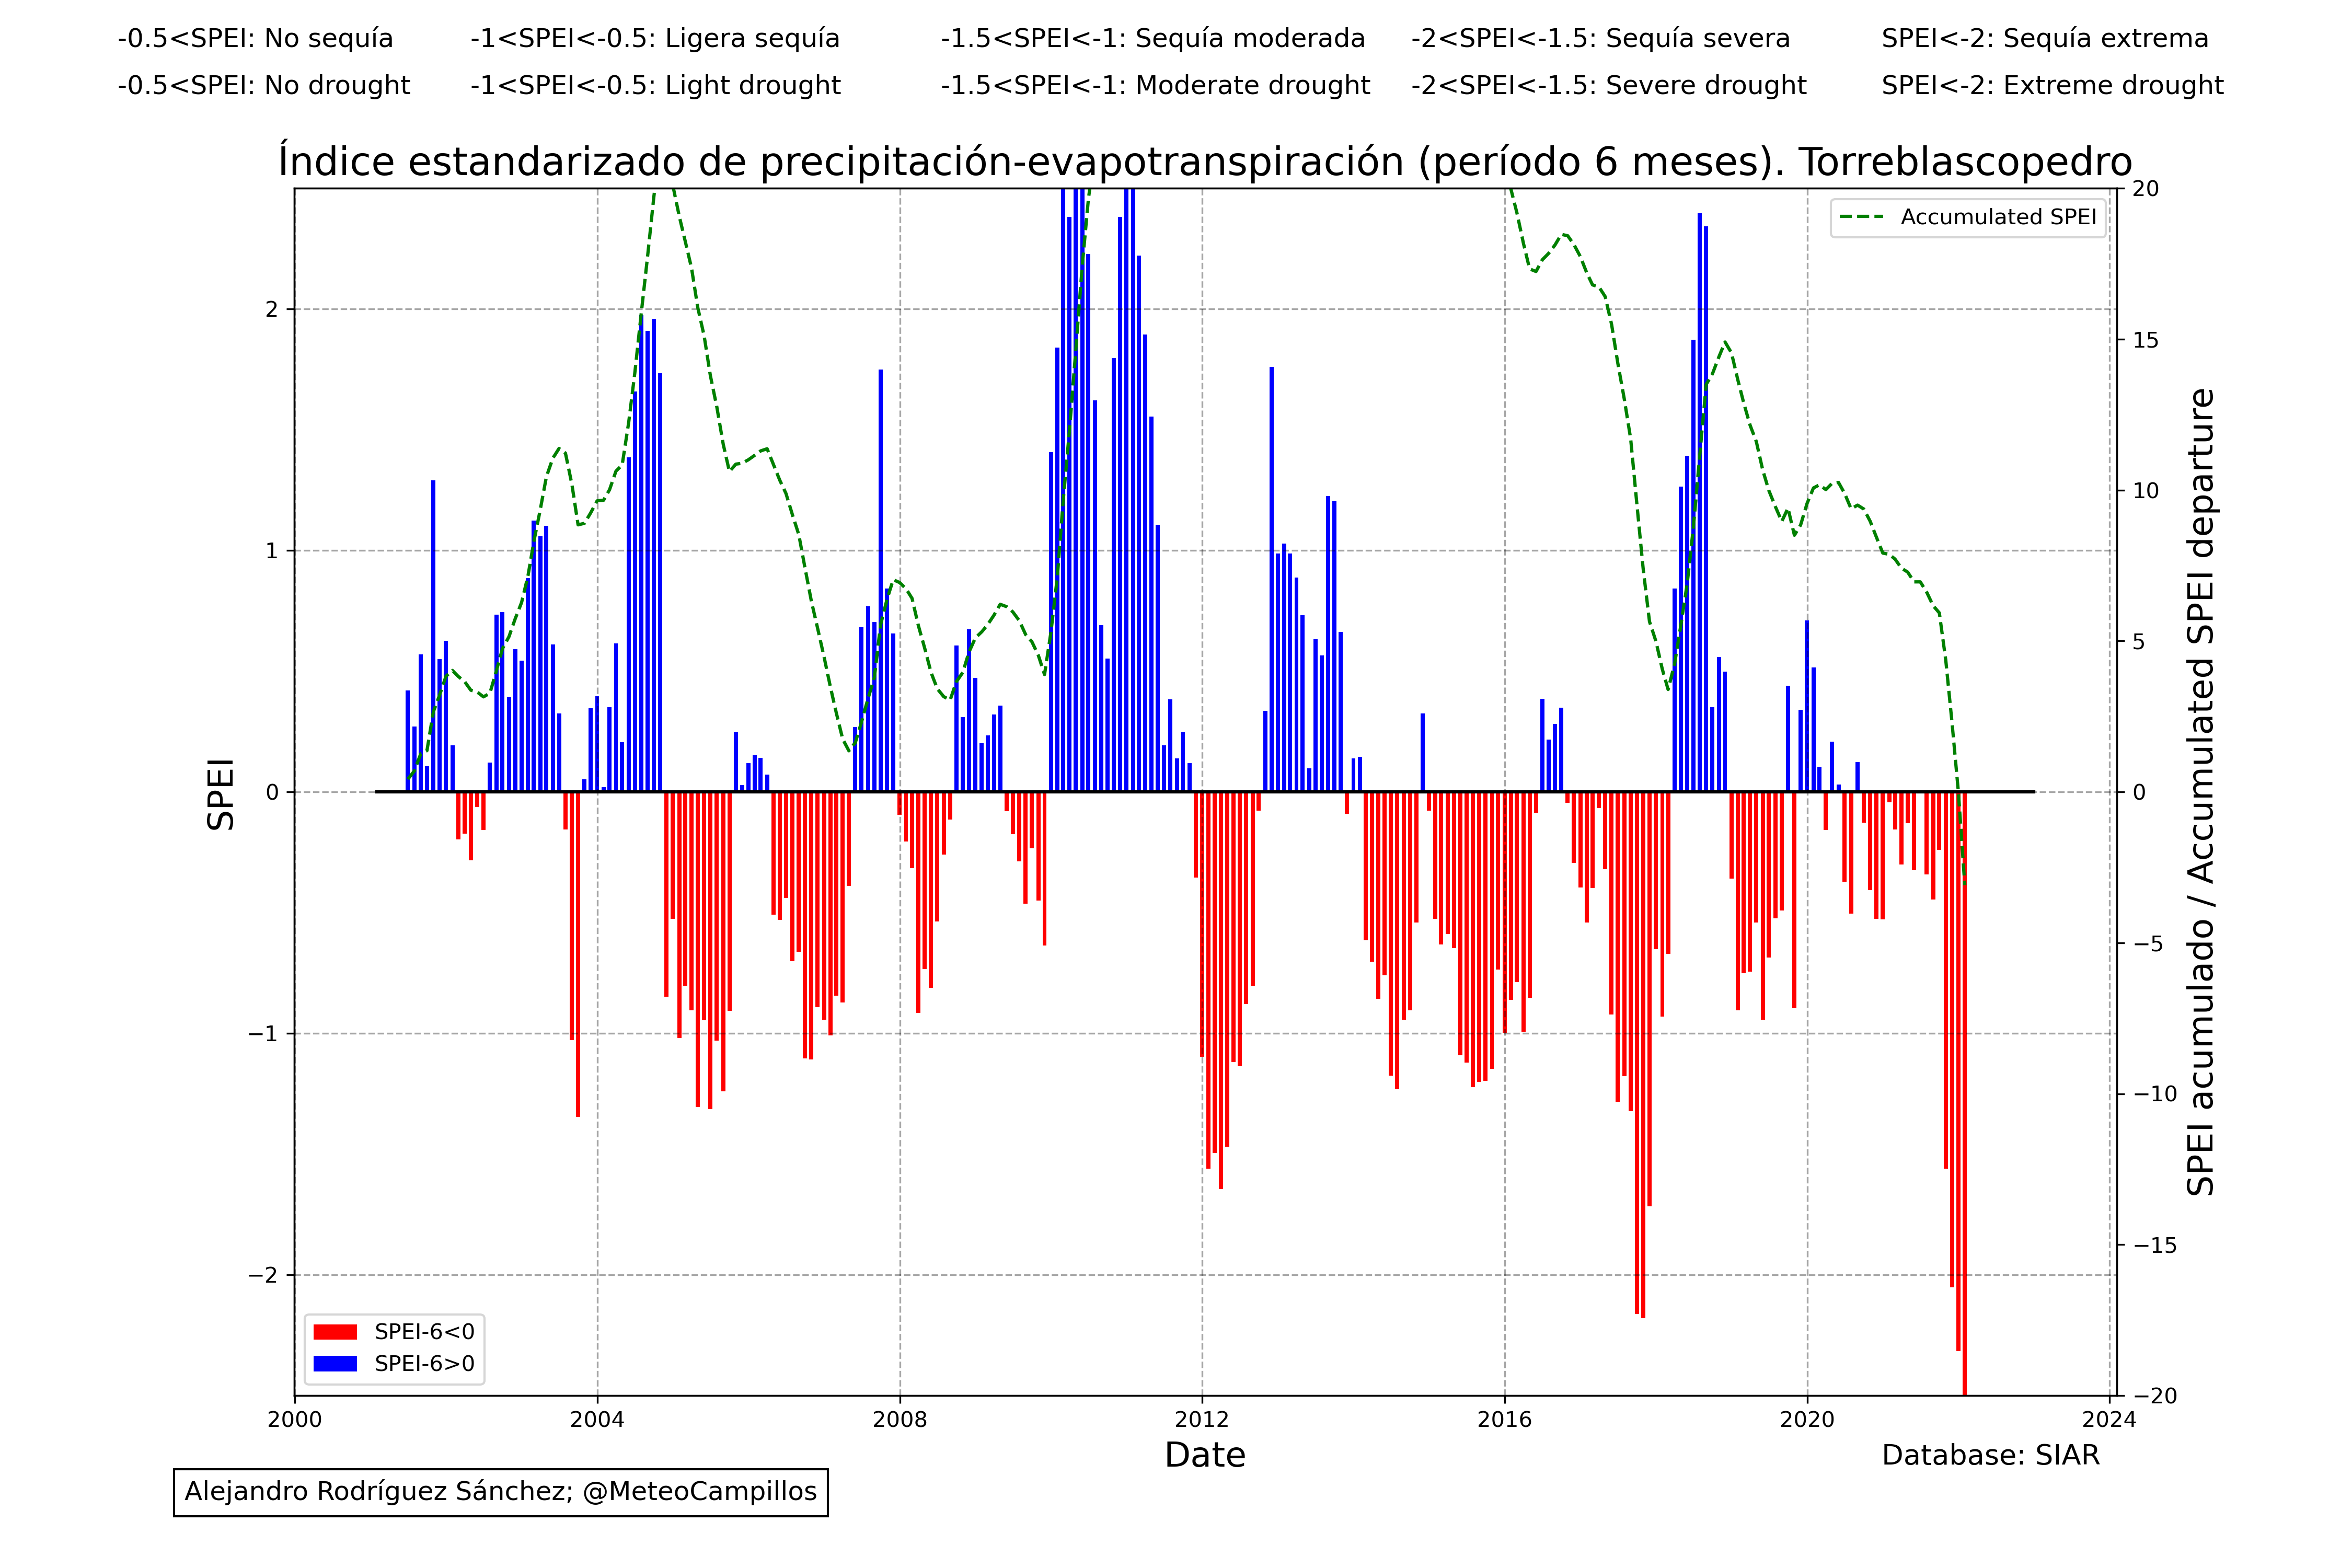 -0.5<SPEI: No sequía -1<SPEI<-0.5: Ligera sequía -1.5<SPEI<-1: Sequía moderada -2<SPEI<-1.5: Sequía severa SPEI<-2: Sequía extrema
-0.5<SPEI: No drought -1<SPEI<-0.5: Light drought -1.5<SPEI<-1: Moderate drought -2<SPEI<-1.5: Severe drought SPEI<-2: Extreme drought
Índice estandarizado de precipitación-evapotranspiración (período 6 meses). Torreblascopedro
Accumulated SPEI
SPEI
2
1
0
−1
−2
20
15
10
5
0
−5
−10
−15
−20
SPEI acumulado / Accumulated SPEI departure
SPEI-6<0
SPEI-6>0
2000 2004 2008 2012 2016 2020 2024
Date
Database: SIAR
Alejandro Rodríguez Sánchez; @MeteoCampillos